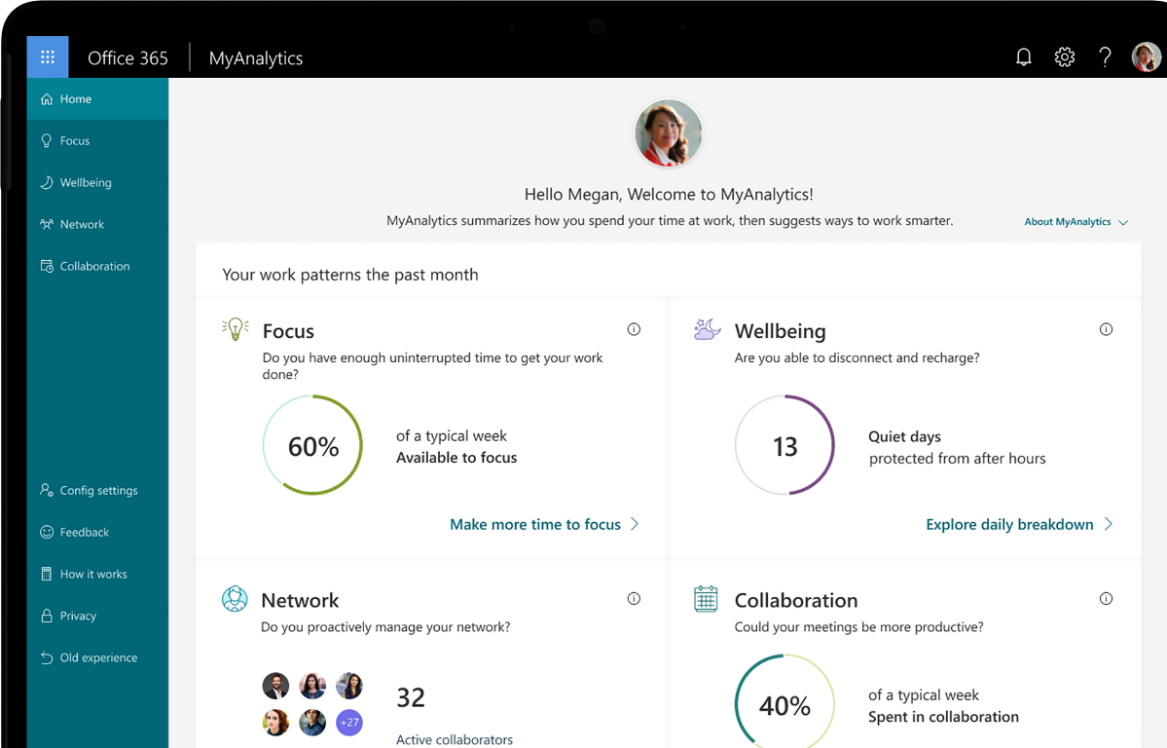 Office 365 MyAnalytics
Home
Focus
Wellbeing
Network
Collaboration
Config settings
Feedback
How it works
Privacy
Old experience
Hello Megan, Welcome to MyAnalytics!
MyAnalytics summarizes how you spend your time at work, then suggests ways to work smarter.
About MyAnalytics
Your work patterns the past month
Focus
Do you have enough uninterrupted time to get your work
done?
60%
of a typical week
Available to focus
Make more time to focus
Wellbeing
Are you able to disconnect and recharge?
13
Quiet days
protected from after hours
Explore daily breakdown
Network
Do you proactively manage your network?
+27
32
Active collaborators
Collaboration
Could your meetings be more productive?
40%
of a typical week
Spent in collaboration